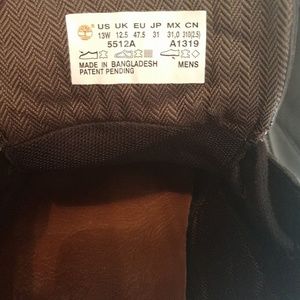 US UK EU JP MX CN
13W 12.5 47.5 31 31,0 310(2.5)
5512A A1319
MADE IN BANGLADESH
PATENT PENDING MENS